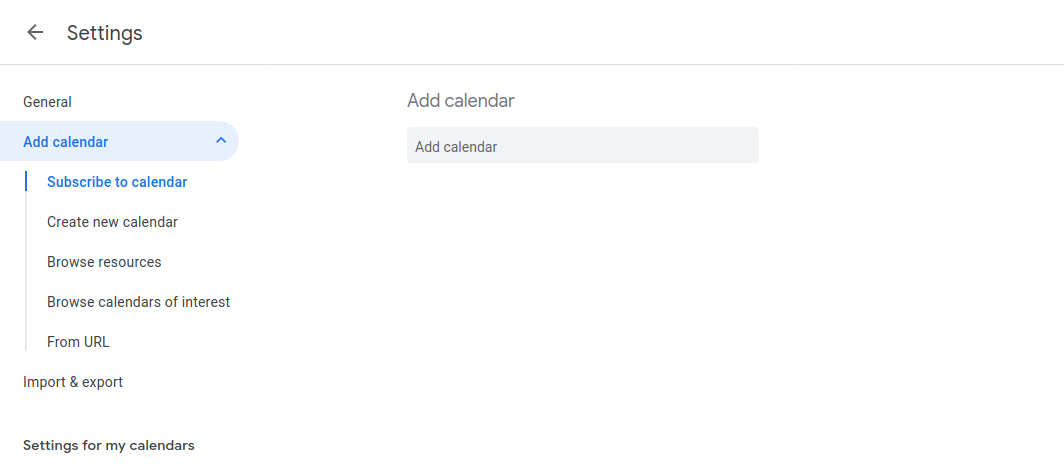 Settings
General
Add calendar
Subscribe to calendar
Create new calendar
Browse resources
Browse calendars of interest
From URL
Import & export
Settings for my calendars
Add calendar
Add calendar